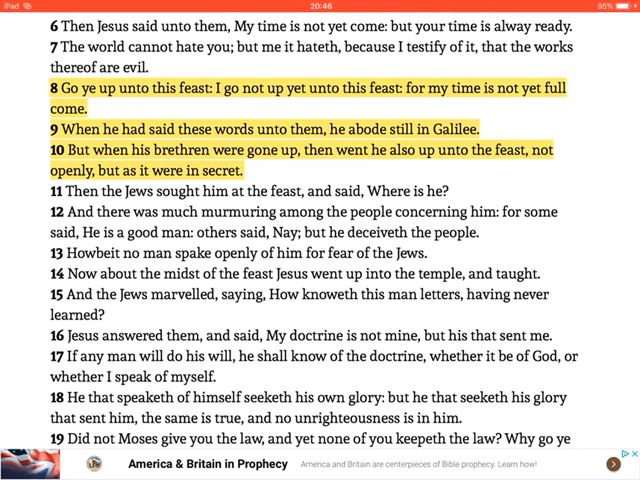 iPad 20:46 95%
6 Then Jesus said unto them, My time is not yet come: but your time is alway ready.
7 The world cannot hate you; but me it hateth, because I testify of it, that the works
thereof are evil.
8 Go ye up unto this feast: I go not up yet unto this feast: for my time is not yet full
come.
9 When he had said these words unto them, he abode still in Galilee.
10 But when his brethren were gone up, then went he also up unto the feast, not
openly, but as it were in secret.
11 Then the Jews sought him at the feast, and said, Where is he?
12 And there was much murmuring among the people concerning him: for some
said, He is a good man: others said, Nay; but he deceiveth the people.
13 Howbeit no man spake openly of him for fear of the Jews.
14 Now about the midst of the feast Jesus went up into the temple, and taught.
15 And the Jews marvelled, saying, How knoweth this man letters, having never
learned?
16 Jesus answered them, and said, My doctrine is not mine, but his that sent me.
17 If any man will do his will, he shall know of the doctrine, whether it be of God, or
whether I speak of myself.
18 He that speaketh of himself seeketh his own glory: but he that seeketh his glory
that sent him, the same is true, and no unrighteousness is in him.
19 Did not Moses give you the law, and yet none of you keepeth the law? Why go ye
America & Britain in Prophecy America and Britain are centerpieces of Bible prophecy. Learn how!